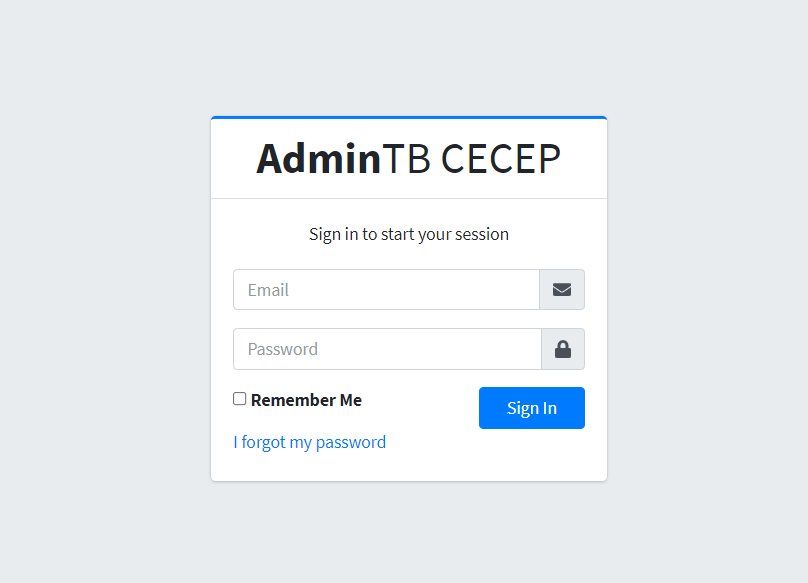 AdminTB CECEP
Sign in to start your session
Email
Password
Remember Me
Sign In
I forgot my password